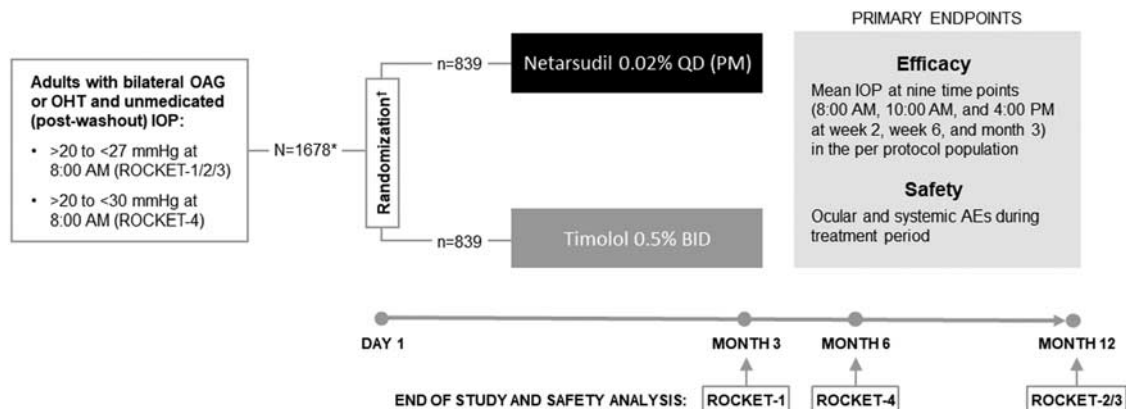 Adults with bilateral OAG
or OHT and unmedicated
(post-washout) IOP:
• >20 to <27 mmHg at
8:00 AM (ROCKET-1/2/3)
• >20 to <30 mmHg at
8:00 AM (ROCKET-4)
N=1678*
Randomization†
n=839
Netarsudil 0.02% QD (PM)
n=839
Timolol 0.5% BID
PRIMARY ENDPOINTS
Efficacy
Mean IOP at nine time points
(8:00 AM, 10:00 AM, and 4:00 PM
at week 2, week 6, and month 3)
in the per protocol population
Safety
Ocular and systemic AEs during
treatment period
DAY 1
MONTH 3
MONTH 6
MONTH 12
END OF STUDY AND SAFETY ANALYSIS:
ROCKET-1
ROCKET-4
ROCKET-2/3